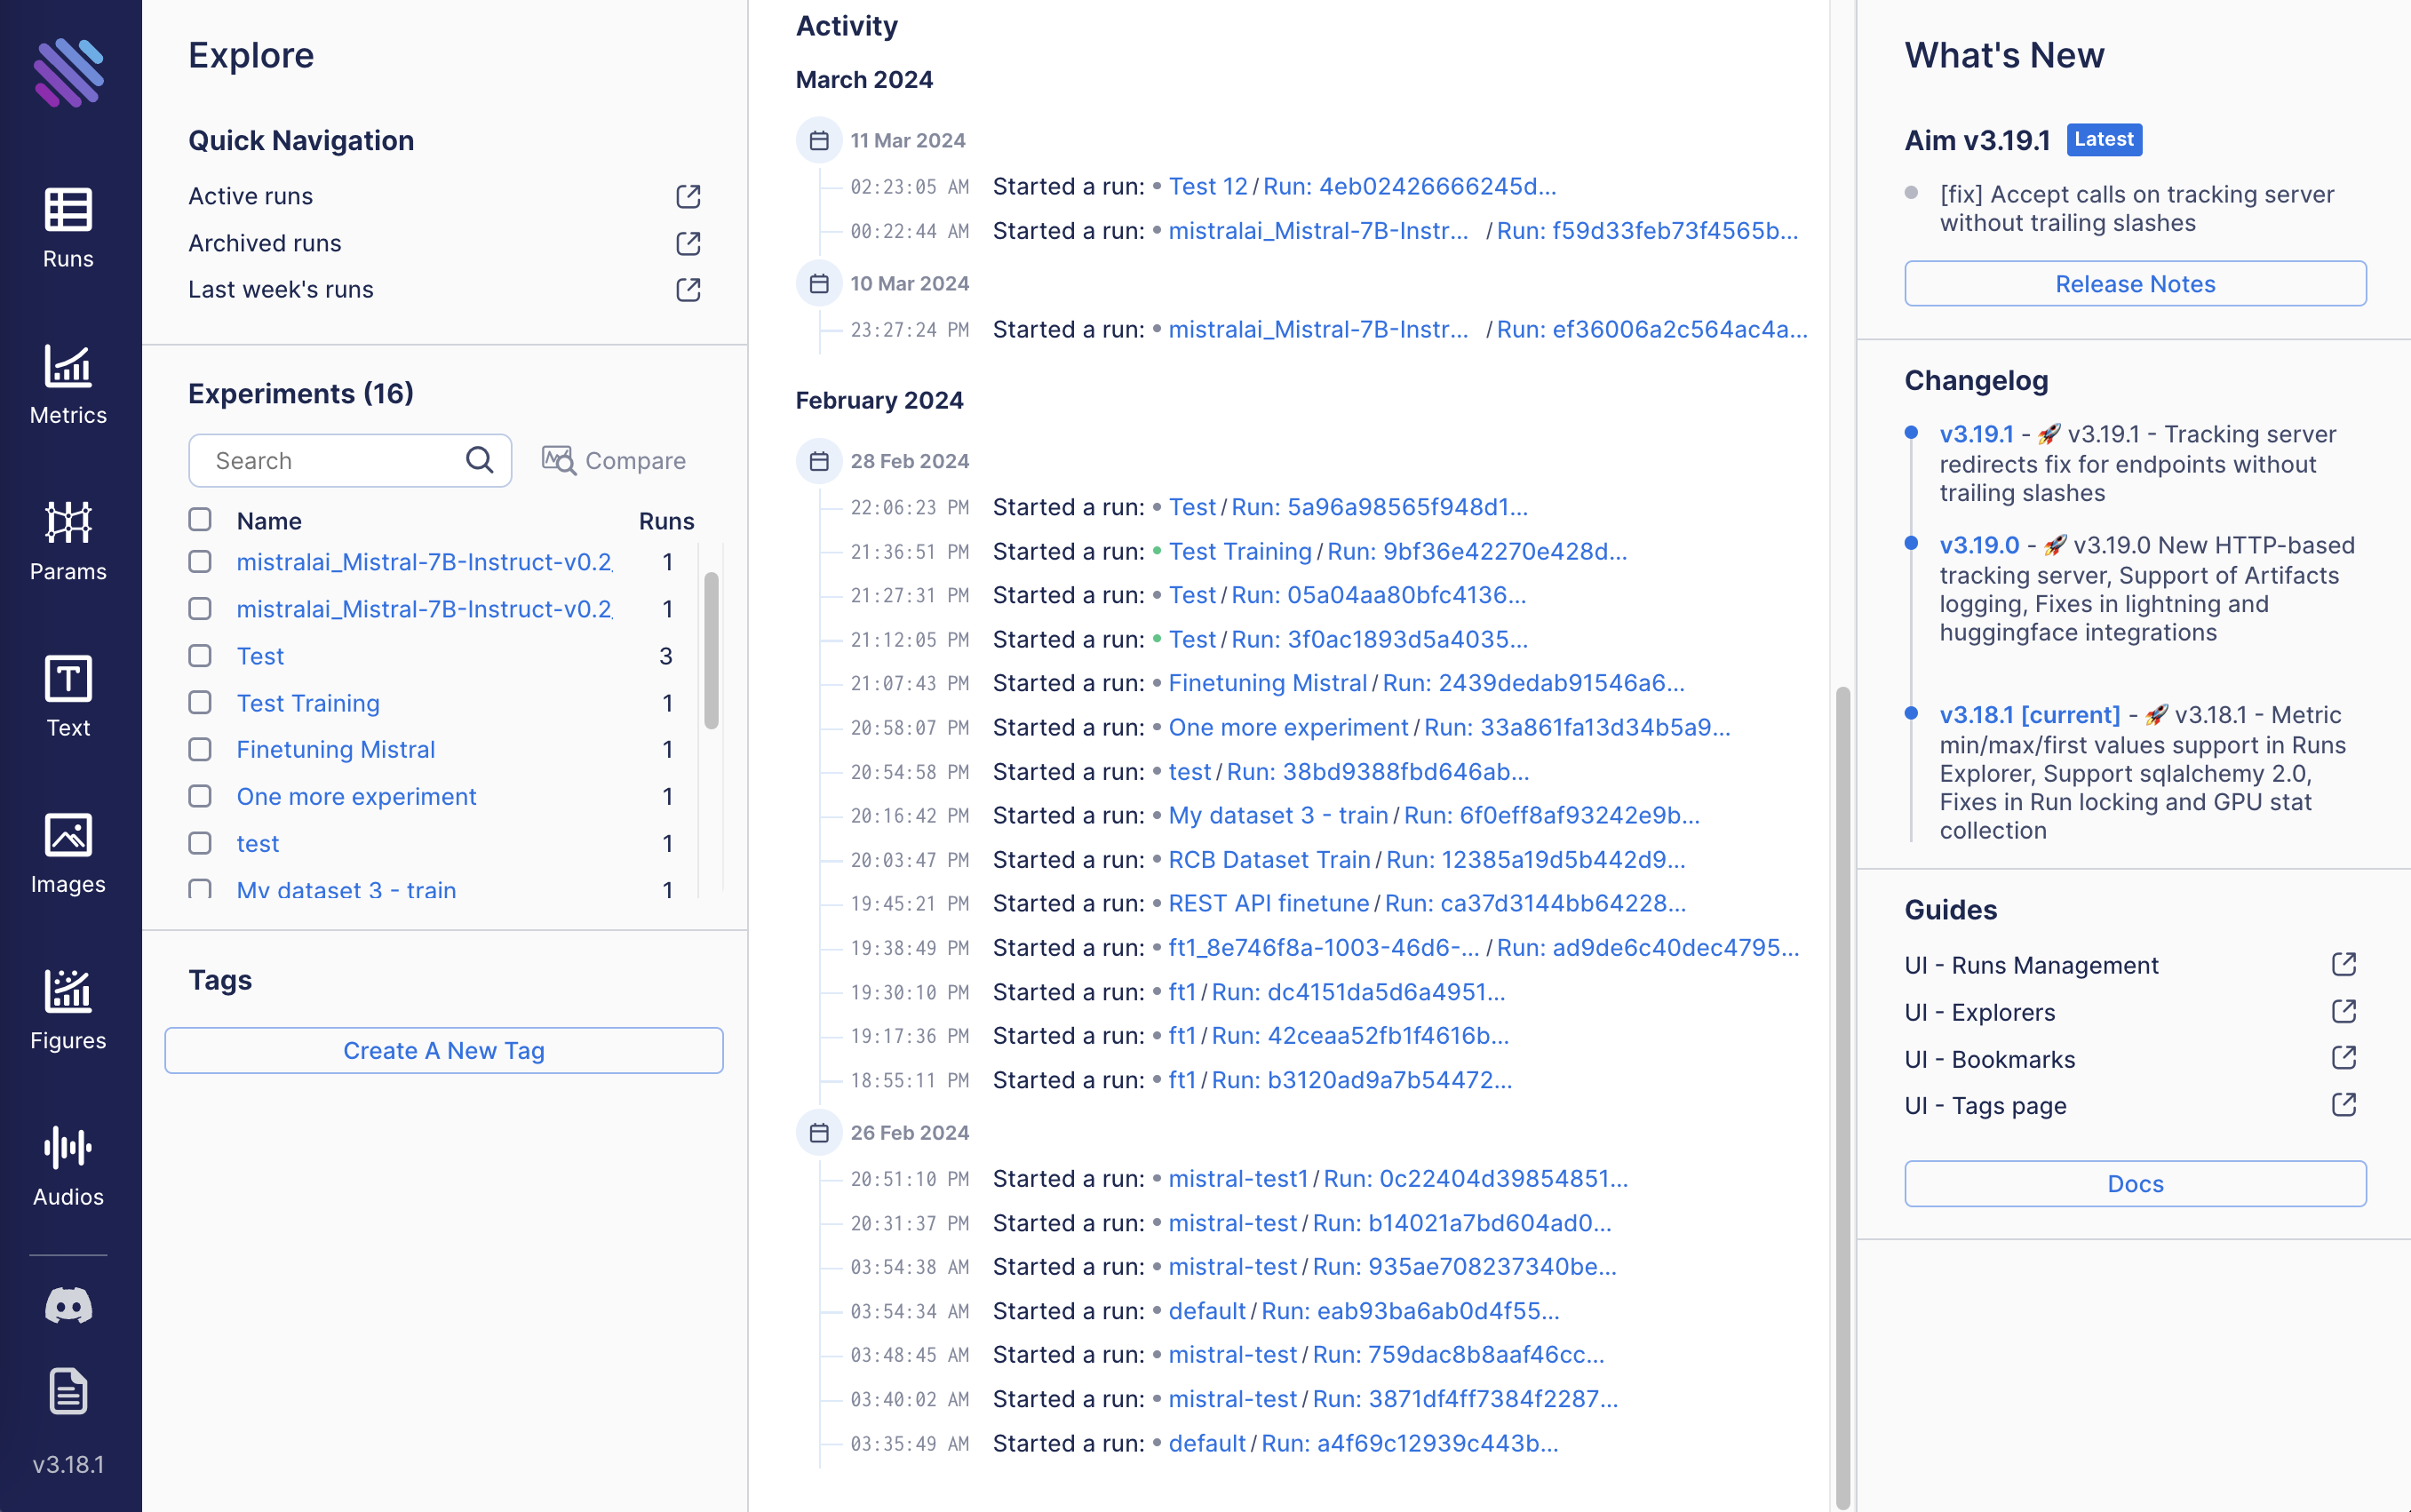 Runs
Metrics
Params
Text
Images
Figures
Audios
v3.18.1
Explore
Quick Navigation
Active runs
Archived runs
Last week's runs
Experiments (16)
Search
Compare
Name Runs
mistralai_Mistral-7B-Instruct-v0.2 1
mistralai_Mistral-7B-Instruct-v0.2 1
Test 3
Test Training 1
Finetuning Mistral 1
One more experiment 1
test 1
My dataset 3 - train 1
Tags
Create A New Tag
Activity
March 2024
11 Mar 2024
02:23:05 AM Started a run: • Test 12 / Run: 4eb02426666245d...
00:22:44 AM Started a run: • mistralai_Mistral-7B-Instr... / Run: f59d33feb73f4565b...
10 Mar 2024
23:27:24 PM Started a run: • mistralai_Mistral-7B-Instr... / Run: ef36006a2c564ac4a...
February 2024
28 Feb 2024
22:06:23 PM Started a run: • Test / Run: 5a96a98565f948d1...
21:36:51 PM Started a run: • Test Training / Run: 9bf36e42270e428d...
21:27:31 PM Started a run: • Test / Run: 05a04aa80bfc4136...
21:12:05 PM Started a run: • Test / Run: 3f0ac1893d5a4035...
21:07:43 PM Started a run: • Finetuning Mistral / Run: 2439dedab91546a6...
20:58:07 PM Started a run: • One more experiment / Run: 33a861fa13d34b5a9...
20:54:58 PM Started a run: • test / Run: 38bd9388fbd646ab...
20:16:42 PM Started a run: • My dataset 3 - train / Run: 6f0eff8af93242e9b...
20:03:47 PM Started a run: • RCB Dataset Train / Run: 12385a19d5b442d9...
19:45:21 PM Started a run: • REST API finetune / Run: ca37d3144bb64228...
19:38:49 PM Started a run: • ft1_8e746f8a-1003-46d6-... / Run: ad9de6c40dec4795...
19:30:10 PM Started a run: • ft1 / Run: dc4151da5d6a4951...
19:17:36 PM Started a run: • ft1 / Run: 42ceaa52fb1f4616b...
18:55:11 PM Started a run: • ft1 / Run: b3120ad9a7b54472...
26 Feb 2024
20:51:10 PM Started a run: • mistral-test1 / Run: 0c22404d39854851...
20:31:37 PM Started a run: • mistral-test / Run: b14021a7bd604ad0...
03:54:38 AM Started a run: • mistral-test / Run: 935ae708237340be...
03:54:34 AM Started a run: • default / Run: eab93ba6ab0d4f55...
03:48:45 AM Started a run: • mistral-test / Run: 759dac8b8aaf46cc...
03:40:02 AM Started a run: • mistral-test / Run: 3871df4ff7384f2287...
03:35:49 AM Started a run: • default / Run: a4f69c12939c443b...
What's New
Aim v3.19.1 Latest
[fix] Accept calls on tracking server
without trailing slashes
Release Notes
Changelog
v3.19.1 - 🚀 v3.19.1 - Tracking server
redirects fix for endpoints without
trailing slashes
v3.19.0 - 🚀 v3.19.0 New HTTP-based
tracking server, Support of Artifacts
logging, Fixes in lightning and
huggingface integrations
v3.18.1 [current] - 🚀 v3.18.1 - Metric
min/max/first values support in Runs
Explorer, Support sqlalchemy 2.0,
Fixes in Run locking and GPU stat
collection
Guides
UI - Runs Management
UI - Explorers
UI - Bookmarks
UI - Tags page
Docs